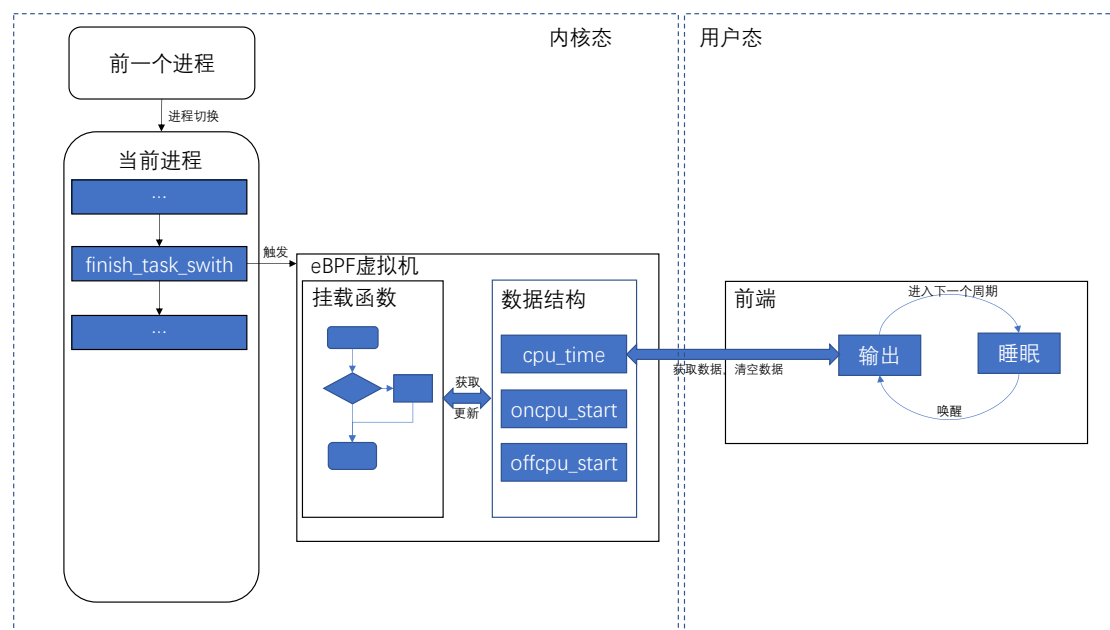 内核态
用户态
前一个进程
进程切换
当前进程
...
finish_task_swith
...
触发
eBPF虚拟机
挂载函数
获取
更新
数据结构
cpu_time
oncpu_start
offcpu_start
获取数据，清空数据
前端
进入下一个周期
输出
睡眠
唤醒